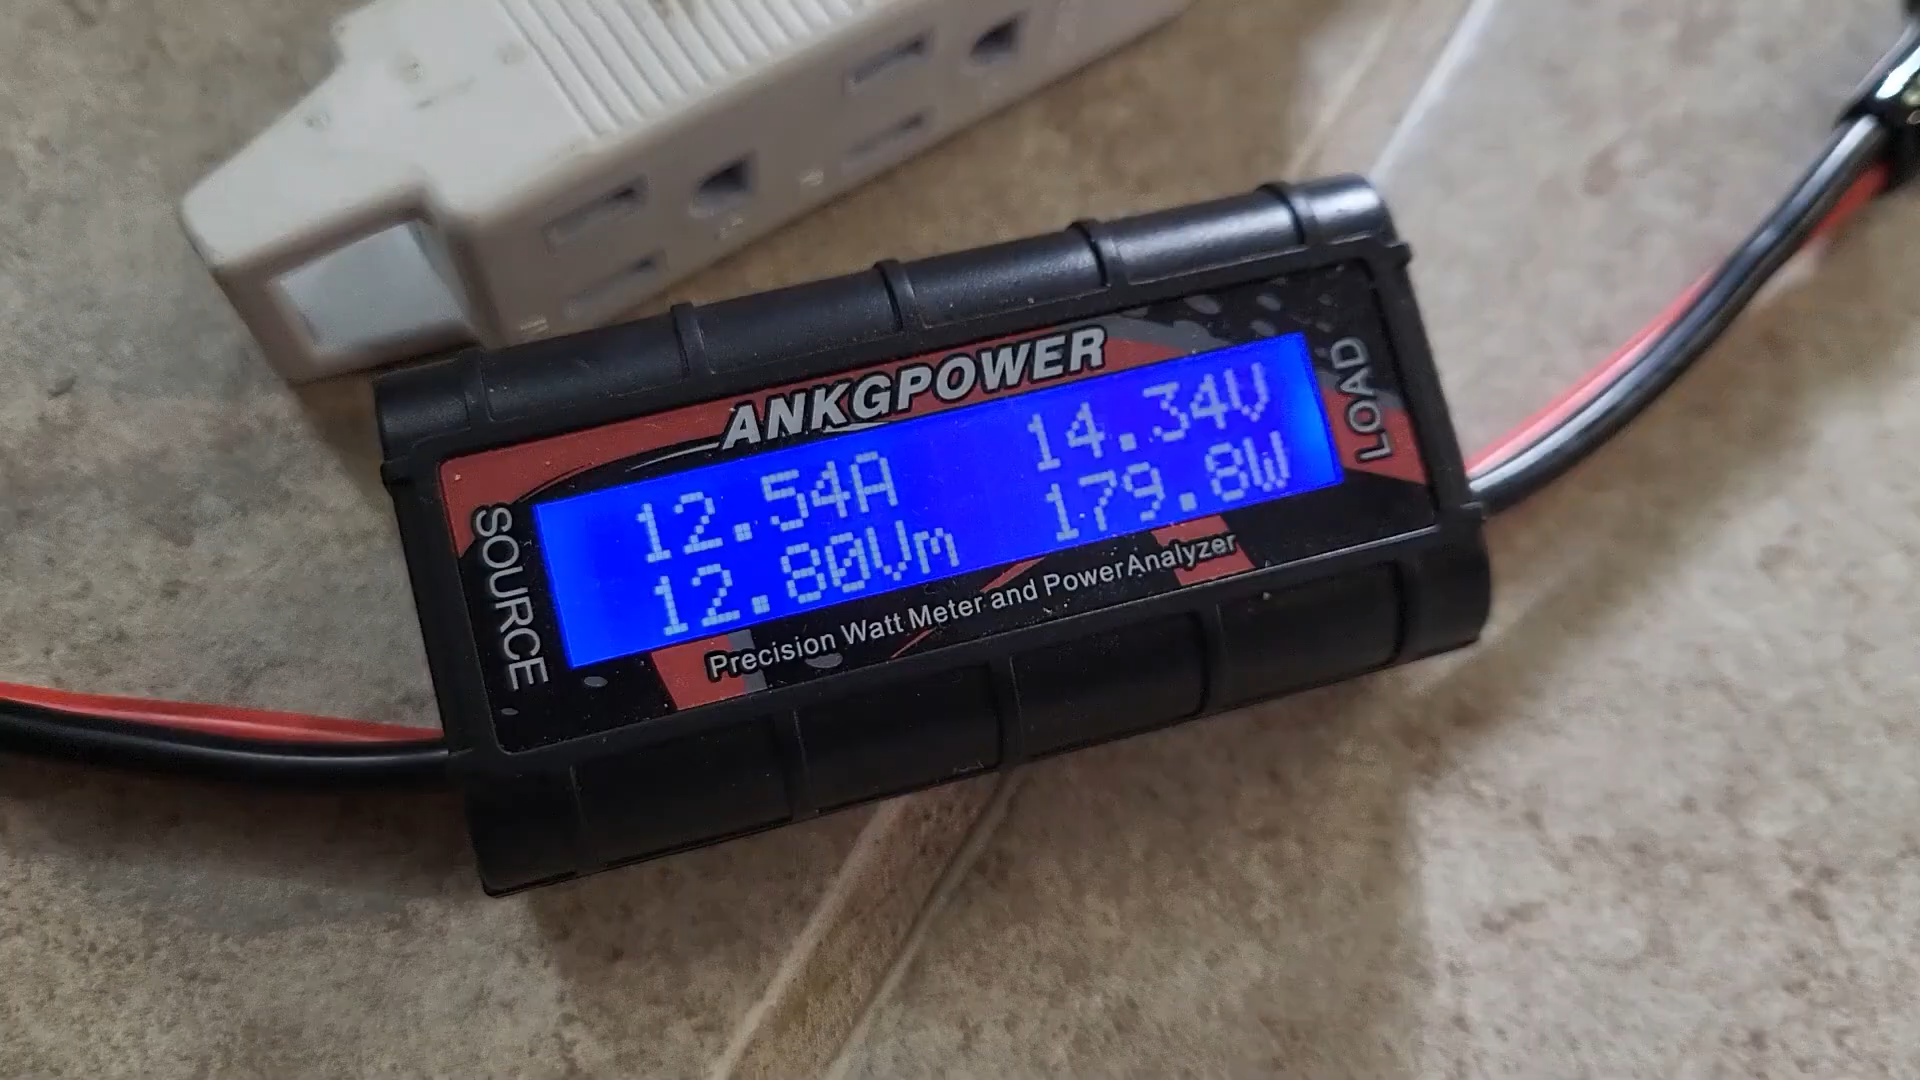 ANKGPOWER
SOURCE
12.54A 14.34V
12.80Vm 179.8W
LOAD
Precision Watt Meter and Power Analyzer